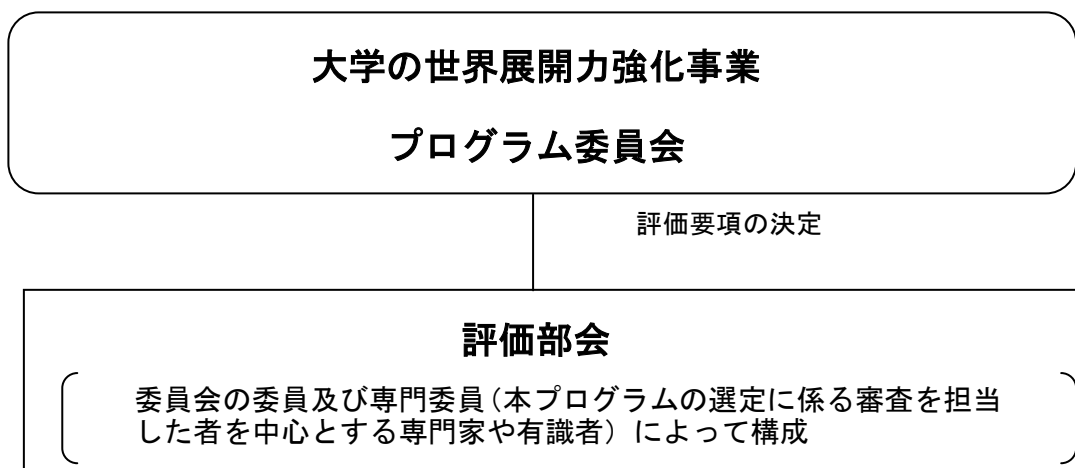 大学の世界展開力強化事業
プログラム委員会
評価要項の決定
評価部会
委員会の委員及び専門委員（本プログラムの選定に係る審査を担当
した者を中心とする専門家や有識者）によって構成